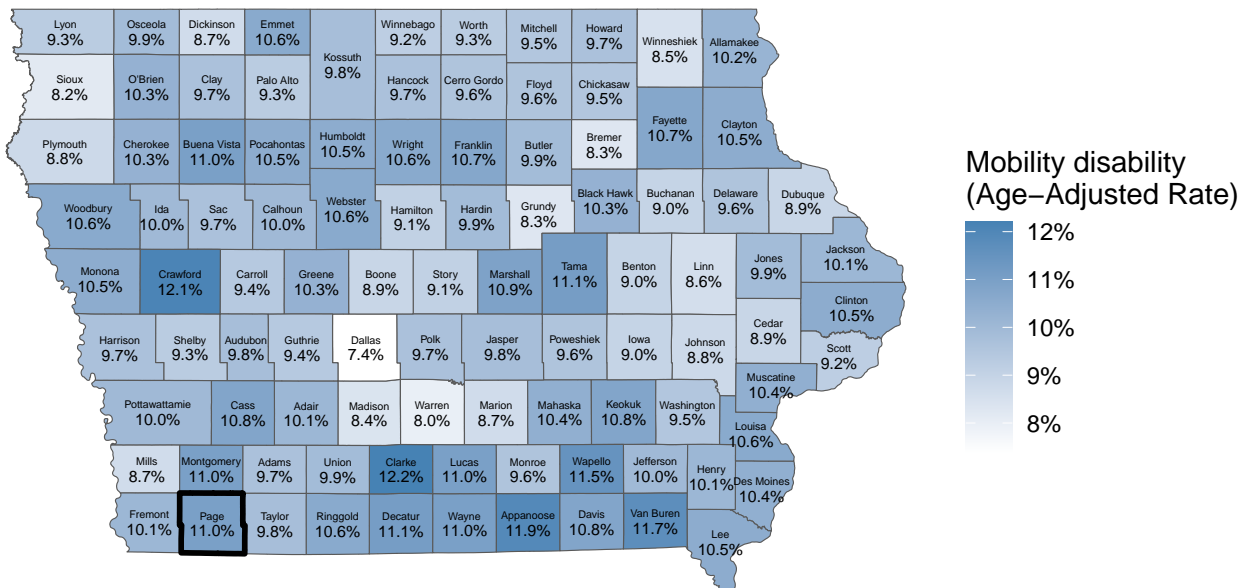 Lyon
9.3%
Osceola
9.9%
Dickinson
8.7%
Emmet
10.6%
Kossuth
9.8%
Winnebago
9.2%
Worth
9.3%
Mitchell
9.5%
Howard
9.7%
Winneshiek
8.5%
Allamakee
10.2%
Sioux
8.2%
O'Brien
10.3%
Clay
9.7%
Palo Alto
9.3%
Hancock
9.7%
Cerro Gordo
9.6%
Floyd
9.6%
Chickasaw
9.5%
Fayette
10.7%
Clayton
10.5%
Plymouth
8.8%
Cherokee
10.3%
Buena Vista
11.0%
Pocahontas
10.5%
Humboldt
10.5%
Wright
10.6%
Franklin
10.7%
Butler
9.9%
Bremer
8.3%
Woodbury
10.6%
Ida
10.0%
Sac
9.7%
Calhoun
10.0%
Webster
10.6%
Hamilton
9.1%
Hardin
9.9%
Grundy
8.3%
Black Hawk
10.3%
Buchanan
9.0%
Delaware
9.6%
Dubuque
8.9%
Monona
10.5%
Crawford
12.1%
Carroll
9.4%
Greene
10.3%
Boone
8.9%
Story
9.1%
Marshall
10.9%
Tama
11.1%
Benton
9.0%
Linn
8.6%
Jones
9.9%
Jackson
10.1%
Clinton
10.5%
Harrison
9.7%
Shelby
9.3%
Audubon
9.8%
Guthrie
9.4%
Dallas
7.4%
Polk
9.7%
Jasper
9.8%
Poweshiek
9.6%
Iowa
9.0%
Johnson
8.8%
Cedar
8.9%
Scott
9.2%
Muscatine
10.4%
Pottawattamie
10.0%
Cass
10.8%
Adair
10.1%
Madison
8.4%
Warren
8.0%
Marion
8.7%
Mahaska
10.4%
Keokuk
10.8%
Washington
9.5%
Louisa
10.6%
Mills
8.7%
Montgomery
11.0%
Adams
9.7%
Union
9.9%
Clarke
12.2%
Lucas
11.0%
Monroe
9.6%
Wapello
11.5%
Jefferson
10.0%
Henry
10.1%
Des Moines
10.4%
Fremont
10.1%
Page
11.0%
Taylor
9.8%
Ringgold
10.6%
Decatur
11.1%
Wayne
11.0%
Appanoose
11.9%
Davis
10.8%
Van Buren
11.7%
Lee
10.5%
Mobility disability
(Age−Adjusted Rate)
12%
11%
10%
9%
8%